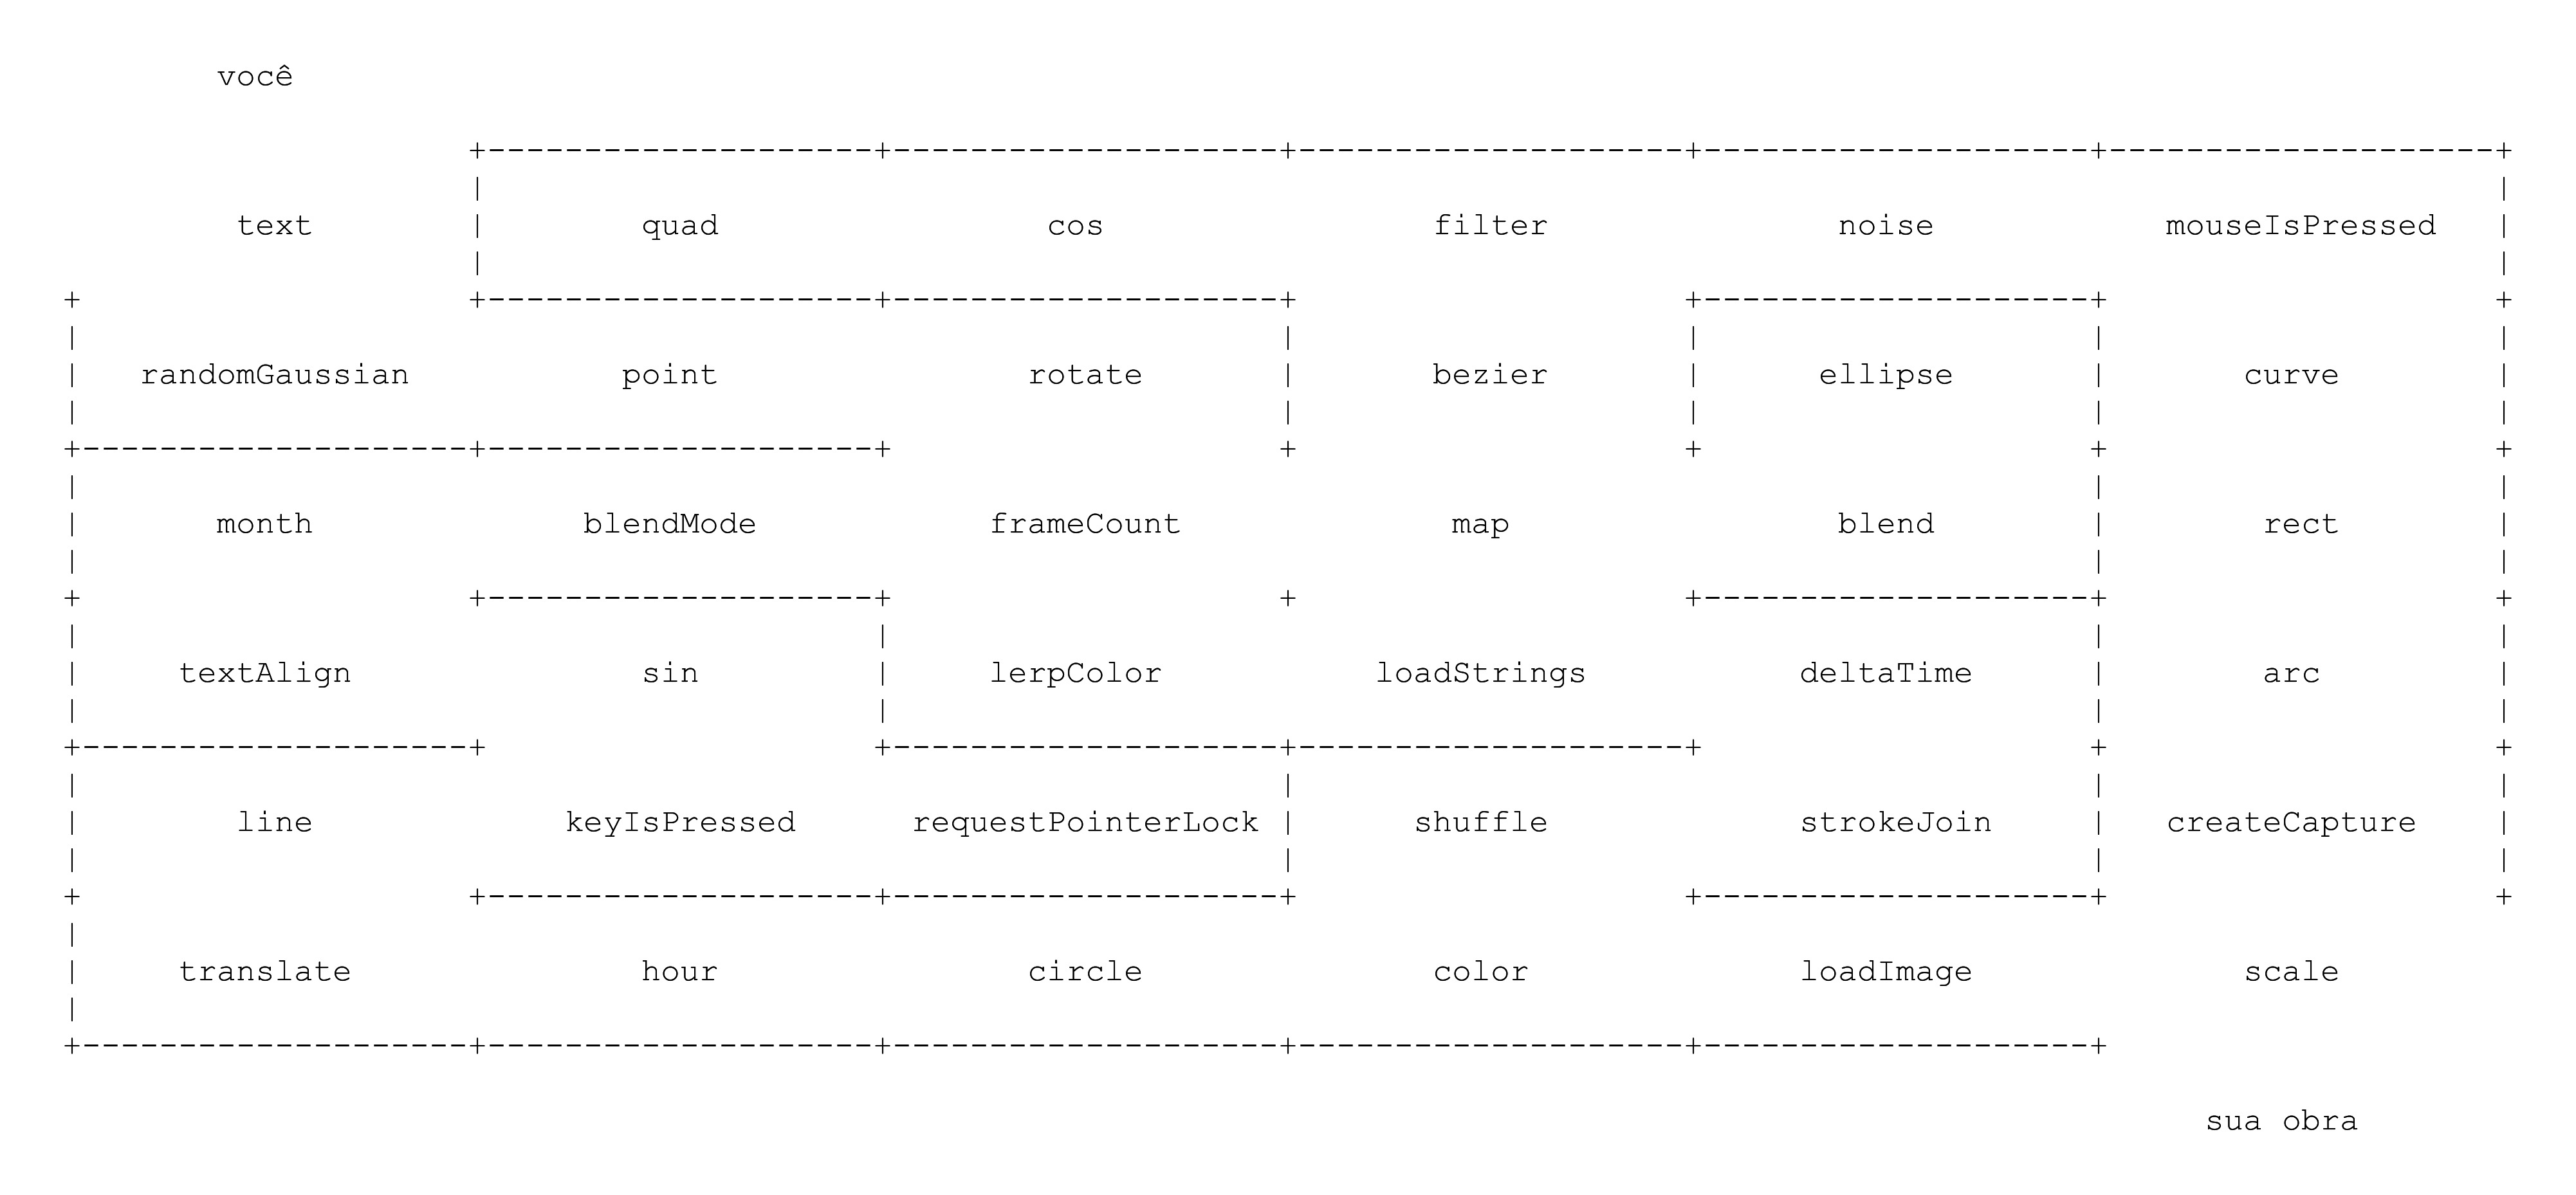 você
text quad cos filter noise mouseIsPressed
randomGaussian point rotate bezier ellipse curve
month blendMode frameCount map blend rect
textAlign sin lerpColor loadStrings deltaTime arc
line keyIsPressed requestPointerLock shuffle strokeJoin createCapture
translate hour circle color loadImage scale
sua obra